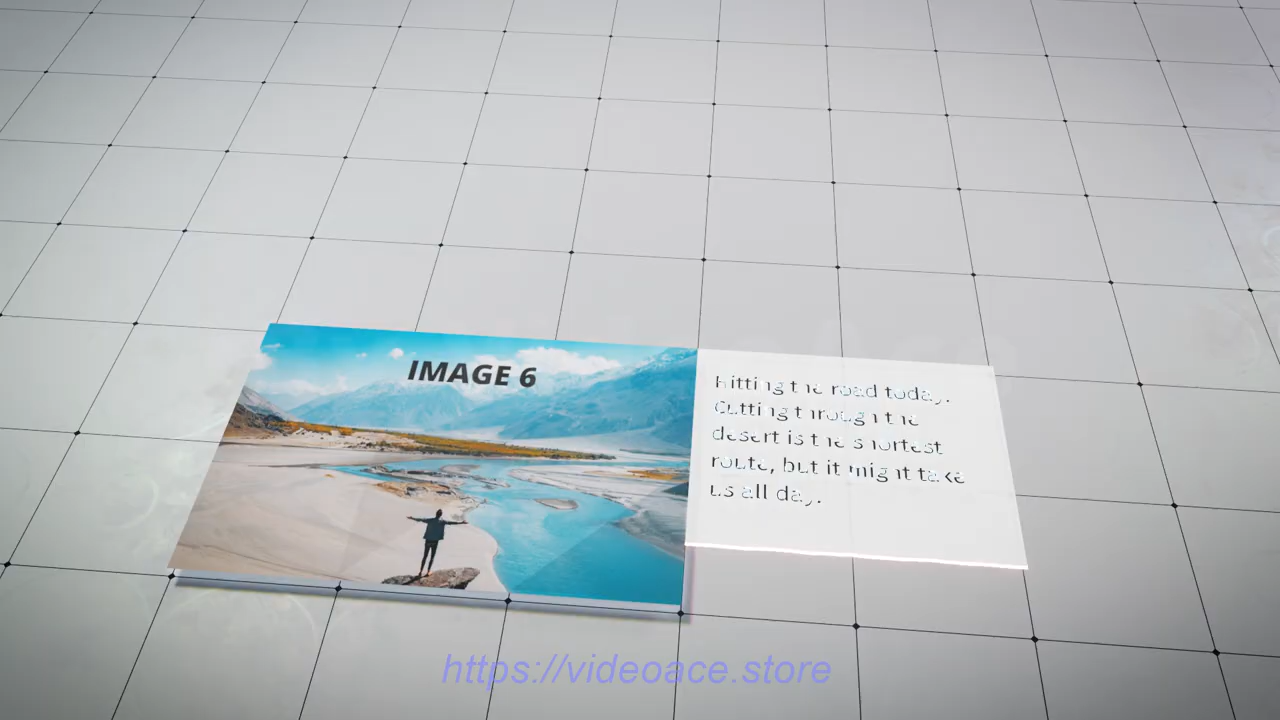 IMAGE 6
Hitting the road today.
Cutting through the
desert is the shortest
route, but it might take
us all day.
https://videoace.store